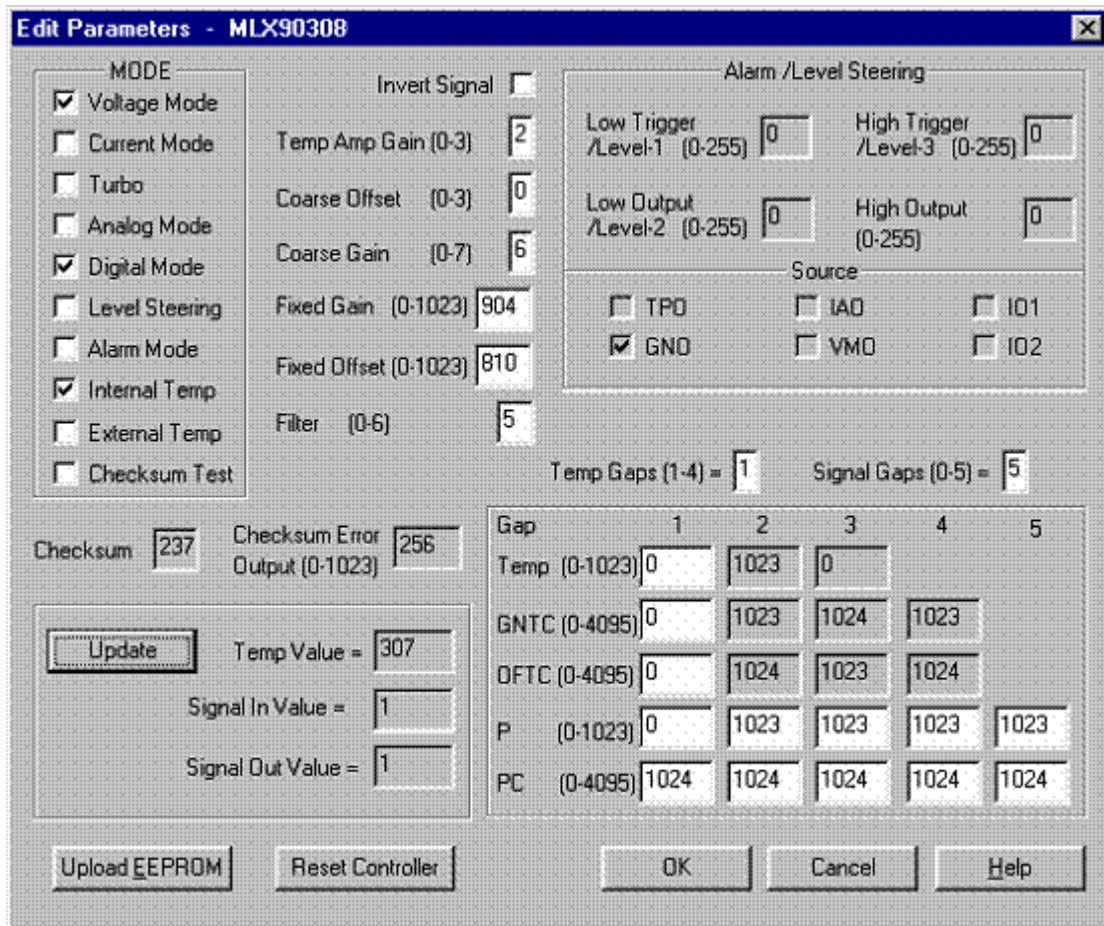 Edit Parameters - MLX90308
MODE
Voltage Mode
Current Mode
Turbo
Analog Mode
Digital Mode
Level Steering
Alarm Mode
Internal Temp
External Temp
Checksum Test
Invert Signal
Temp Amp Gain (0-3) 2
Coarse Offset (0-3) 0
Coarse Gain (0-7) 6
Fixed Gain (0-1023) 904
Fixed Offset (0-1023) 810
Filter (0-6) 5
Alarm /Level Steering
Low Trigger
/Level-1 (0-255) 0
High Trigger
/Level-3 (0-255) 0
Low Output
/Level-2 (0-255) 0
High Output
(0-255) 0
Source
TPO IAO IO1
GNO VMO IO2
Temp Gaps (1-4) = 1 Signal Gaps (0-5) = 5
Checksum 237
Checksum Error
Output (0-1023) 256
Update
Temp Value = 307
Signal In Value = 1
Signal Out Value = 1
Gap 1 2 3 4 5
Temp (0-1023) 0 1023 0
GNTC (0-4095) 0 1023 1024 1023
OFTC (0-4095) 0 1024 1023 1024
P (0-1023) 0 1023 1023 1023 1023
PC (0-4095) 1024 1024 1024 1024 1024
Upload EEPROM Reset Controller OK Cancel Help